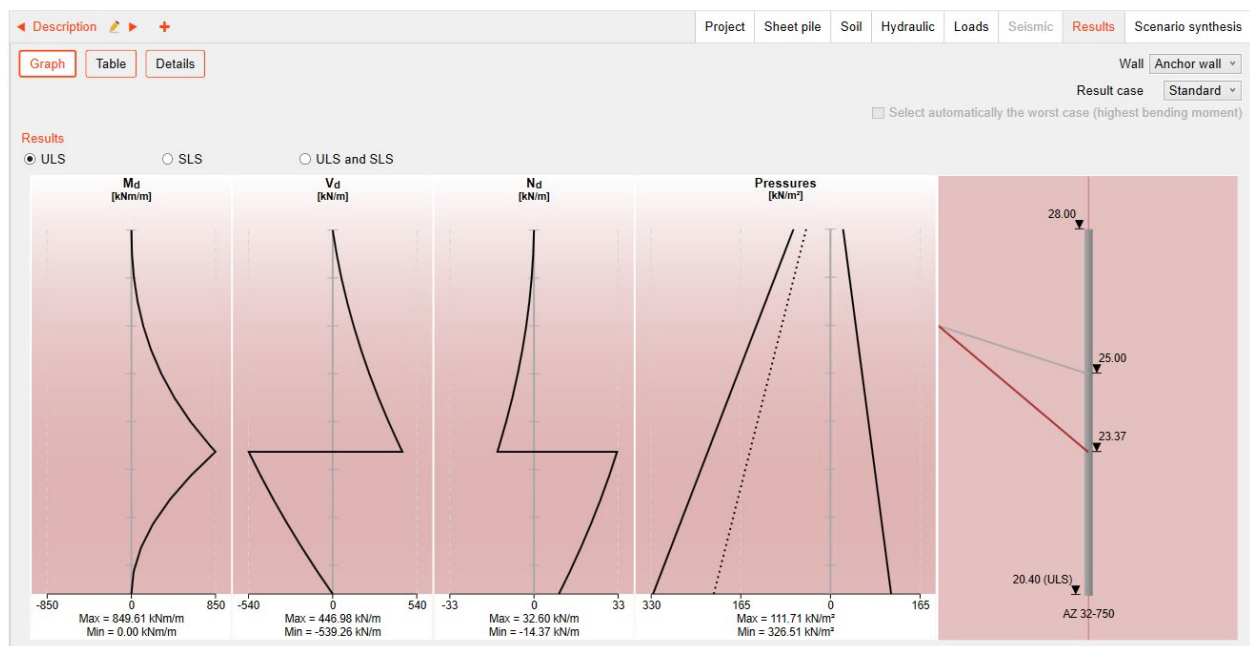 Description
Project Sheet pile Soil Hydraulic Loads Seismic Results Scenario synthesis
Graph Table Details
Wall Anchor wall
Result case Standard
Select automatically the worst case (highest bending moment)
Results
ULS SLS ULS and SLS
Md Vd Nd Pressures
[kNm/m] [kN/m] [kN/m] [kN/m²]
28.00
25.00
23.37
20.40 (ULS)
-850 0 850 -540 0 540 -33 0 33 330 165 0 165
AZ 32-750
Max = 849.61 kNm/m Max = 446.98 kN/m Max = 32.60 kN/m Max = 111.71 kN/m²
Min = 0.00 kNm/m Min = -539.26 kN/m Min = -14.37 kN/m Min = 326.51 kN/m²